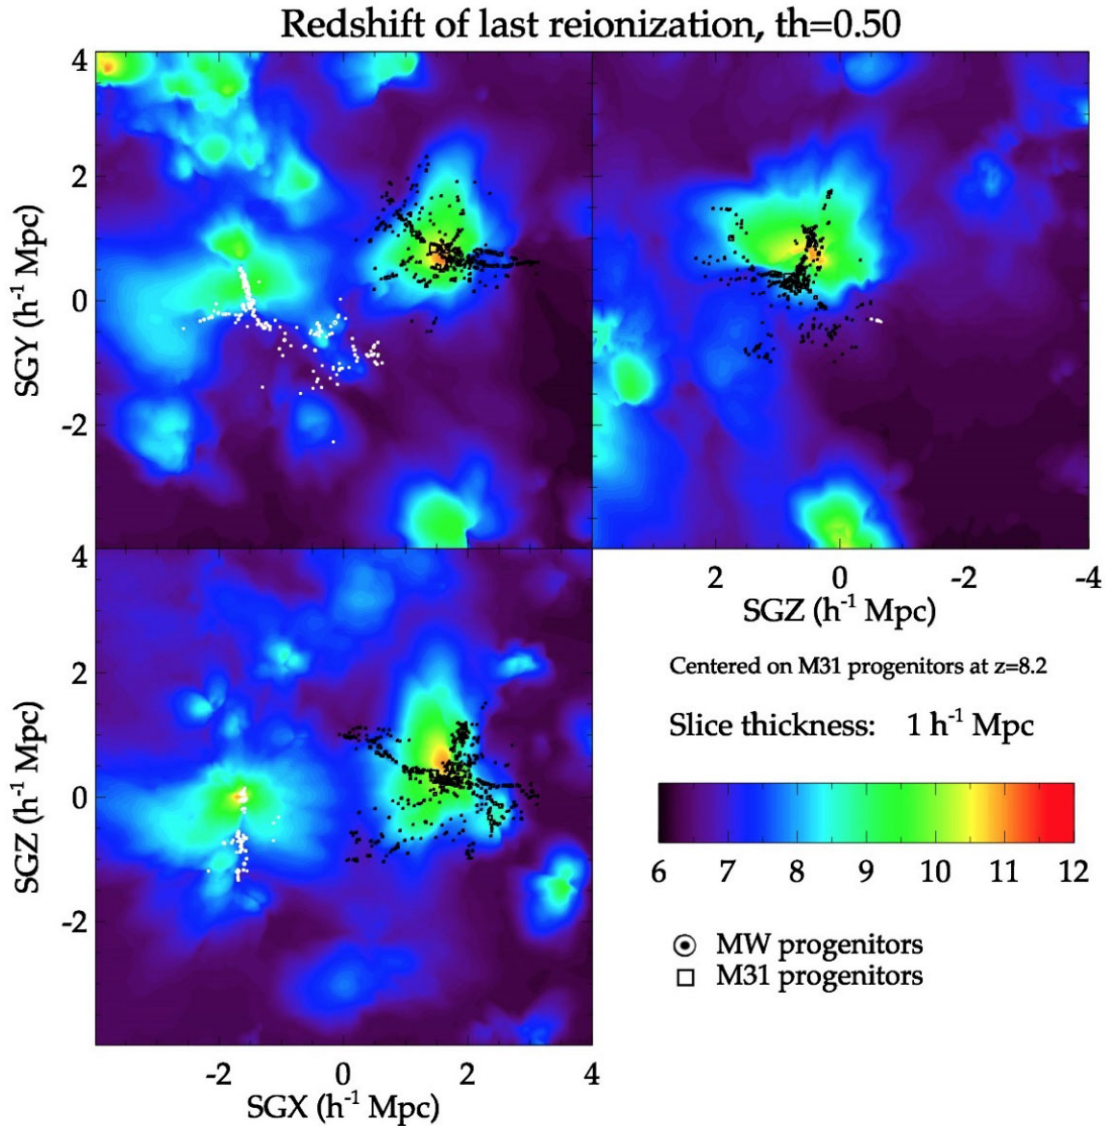 Redshift of last reionization, th=0.50
4
2
0
-2
SGY (h⁻¹ Mpc)
2 0 -2 -4
SGZ (h⁻¹ Mpc)
4
2
0
-2
SGZ (h⁻¹ Mpc)
-2 0 2 4
SGX (h⁻¹ Mpc)
Centered on M31 progenitors at z=8.2
Slice thickness: 1 h⁻¹ Mpc
6 7 8 9 10 11 12
MW progenitors
M31 progenitors